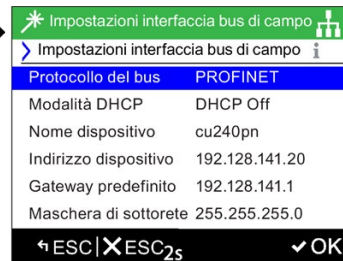 Impostazioni interfaccia bus di campo
Impostazioni interfaccia bus di campo i
Protocollo del bus PROFINET
Modalità DHCP DHCP Off
Nome dispositivo cu240pn
Indirizzo dispositivo 192.128.141.20
Gateway predefinito 192.128.141.1
Maschera di sottorete 255.255.255.0
ESC|ESC2s OK